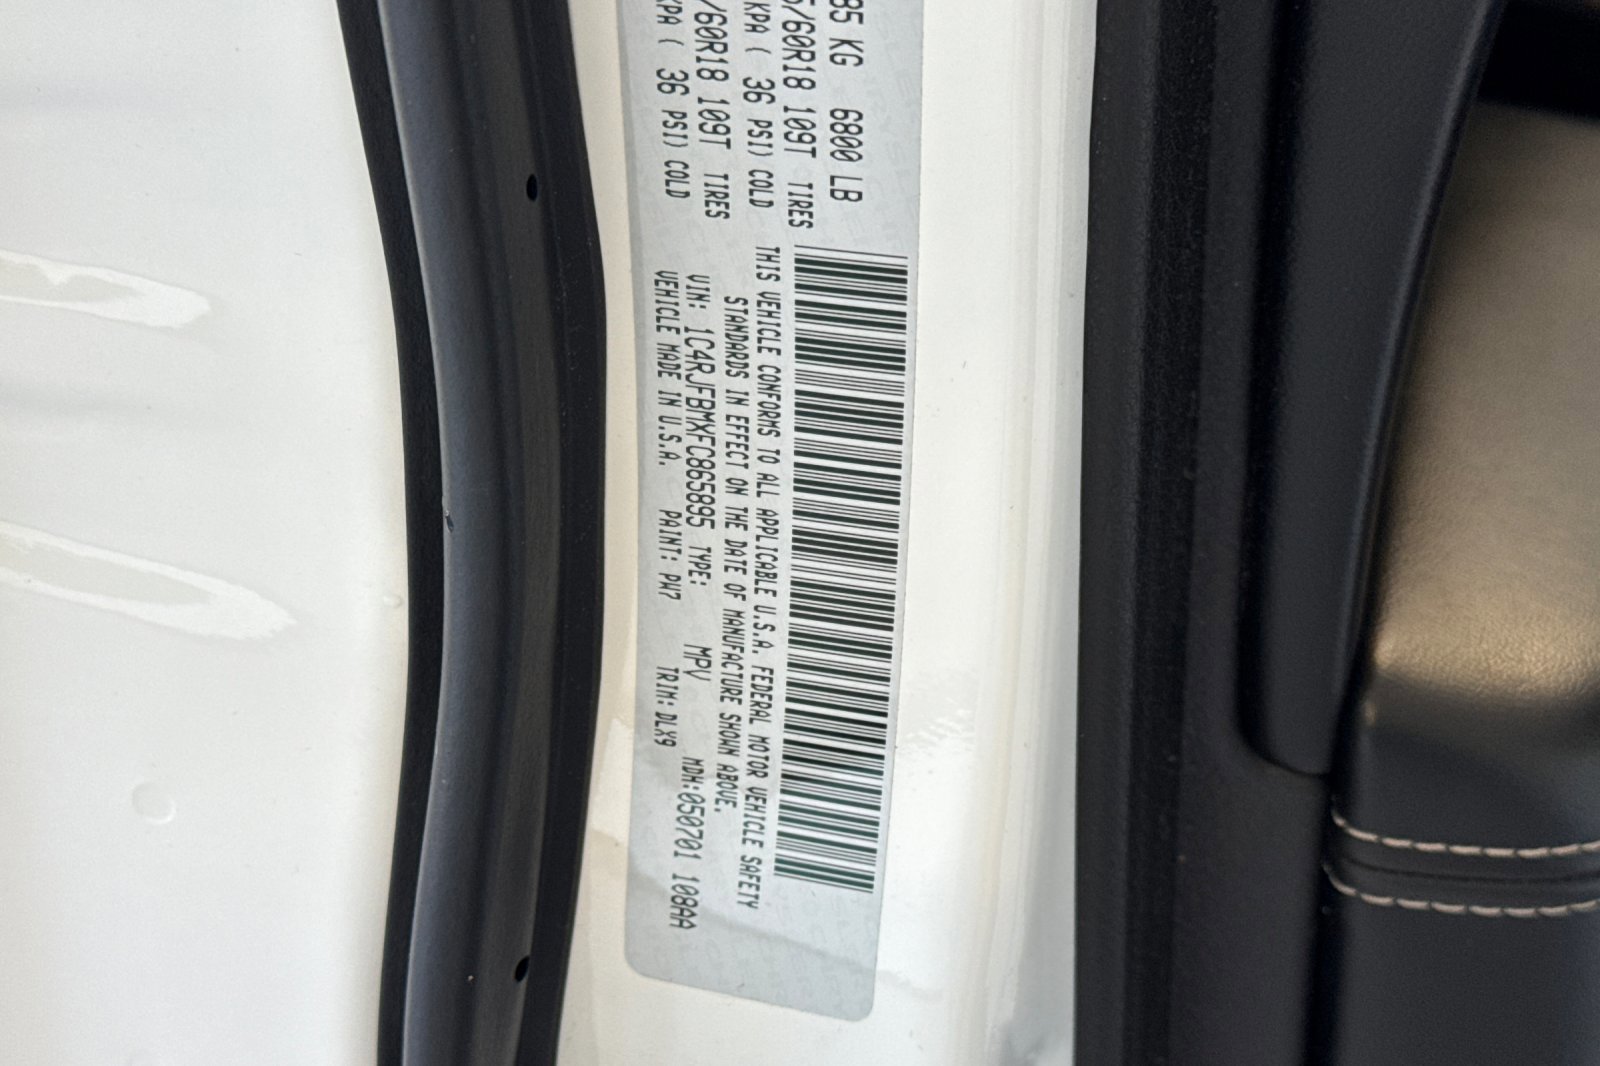 85 KG 6800 LB
/60R18 109T TIRES
KPA ( 36 PSI) COLD
/60R18 109T TIRES
KPA ( 36 PSI) COLD
THIS VEHICLE CONFORMS TO ALL APPLICABLE U.S.A. FEDERAL MOTOR VEHICLE SAFETY
STANDARDS IN EFFECT ON THE DATE OF MANUFACTURE SHOWN ABOVE.
VIN: 1C4RJFBMXFC865895 TYPE: MPV MDH:050701 108AA
VEHICLE MADE IN U.S.A. PAINT: PW7 TRIM: DLX9